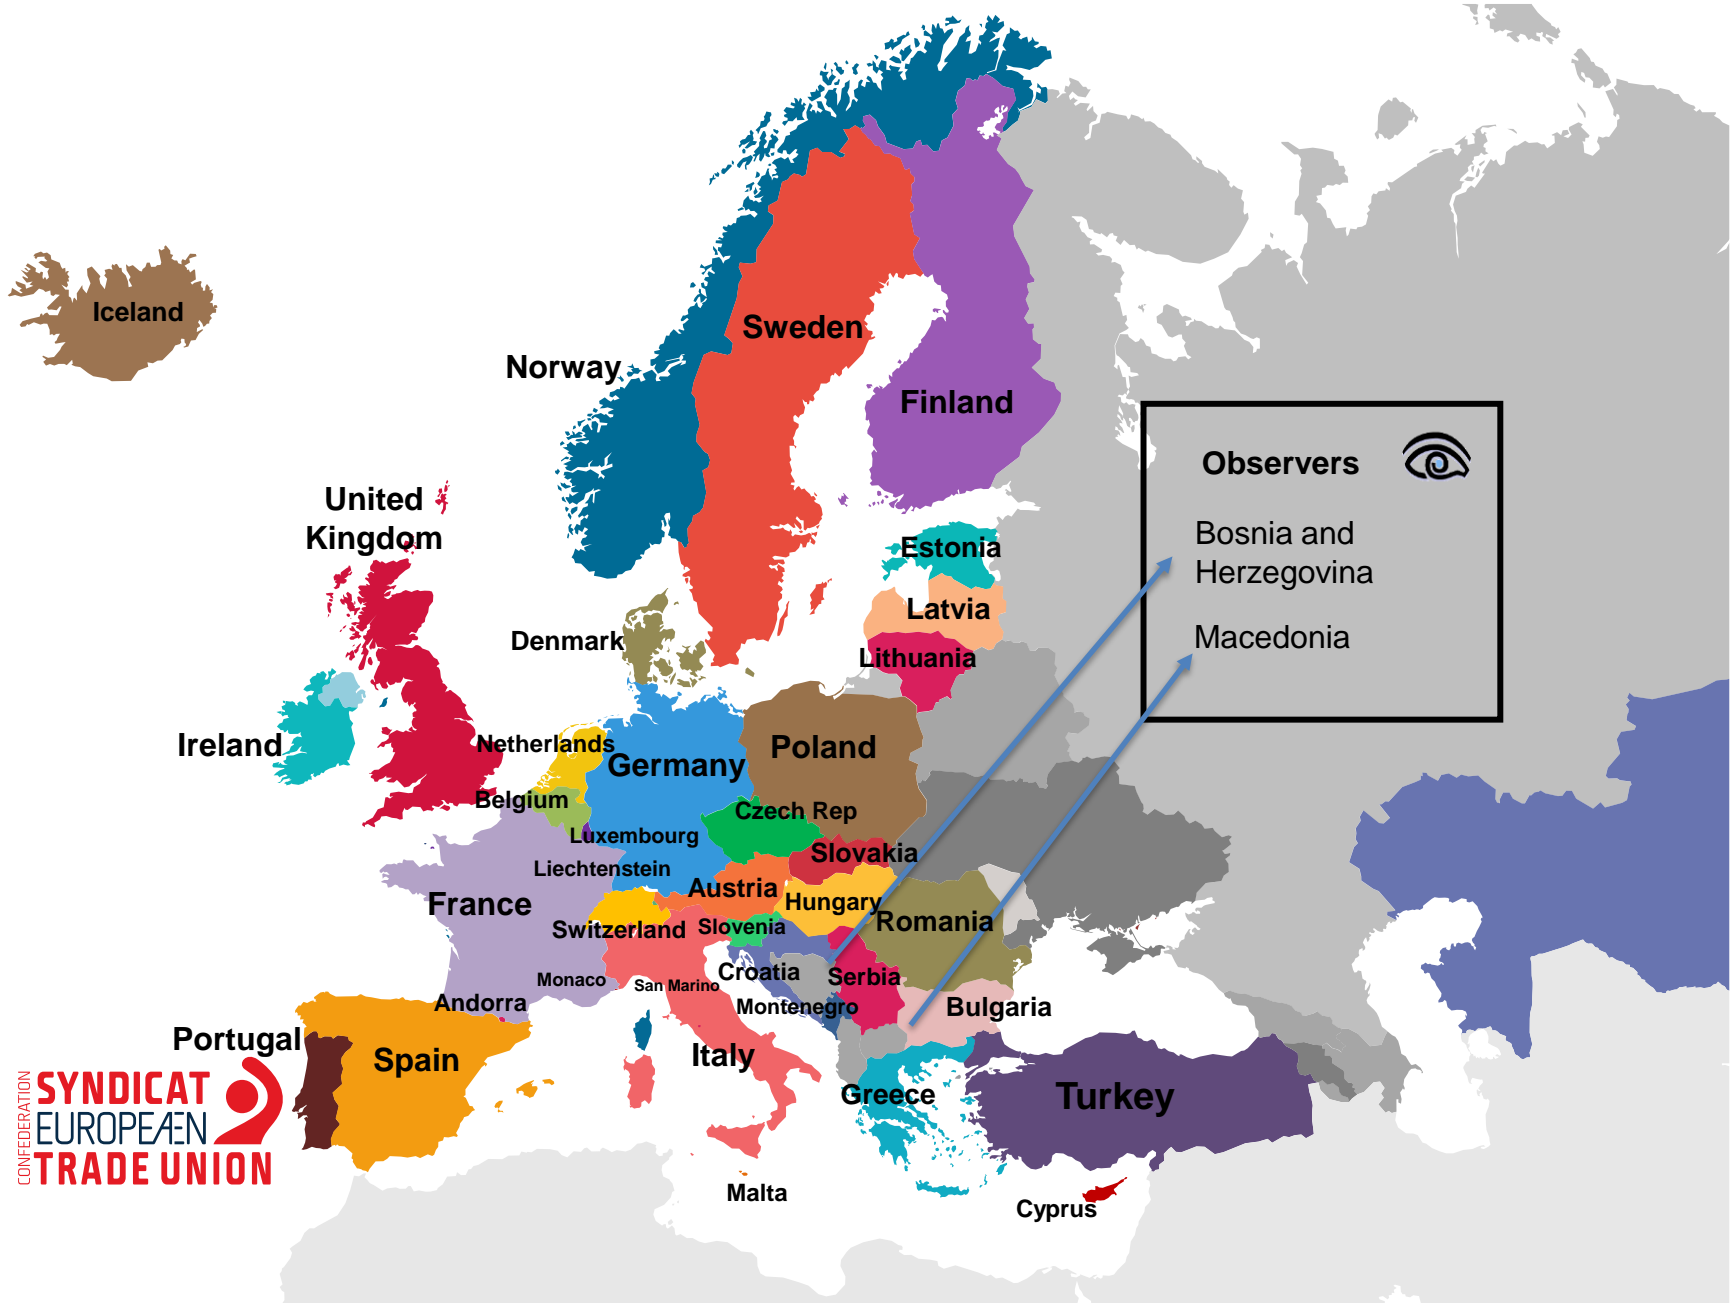 Iceland
Norway
Sweden
Finland
Observers
Bosnia and
Herzegovina
Macedonia
United
Kingdom
Estonia
Latvia
Lithuania
Denmark
Ireland
Netherlands
Germany
Poland
Belgium
Czech Rep
Luxembourg
Slovakia
Liechtenstein
Austria
Hungary
France
Romania
Switzerland
Slovenia
Croatia
Serbia
Monaco
San Marino
Andorra
Montenegro
Bulgaria
Portugal
Spain
Italy
Greece
Turkey
CONFEDERATION
SYNDICAT
EUROPEÆN
TRADE UNION
Malta
Cyprus